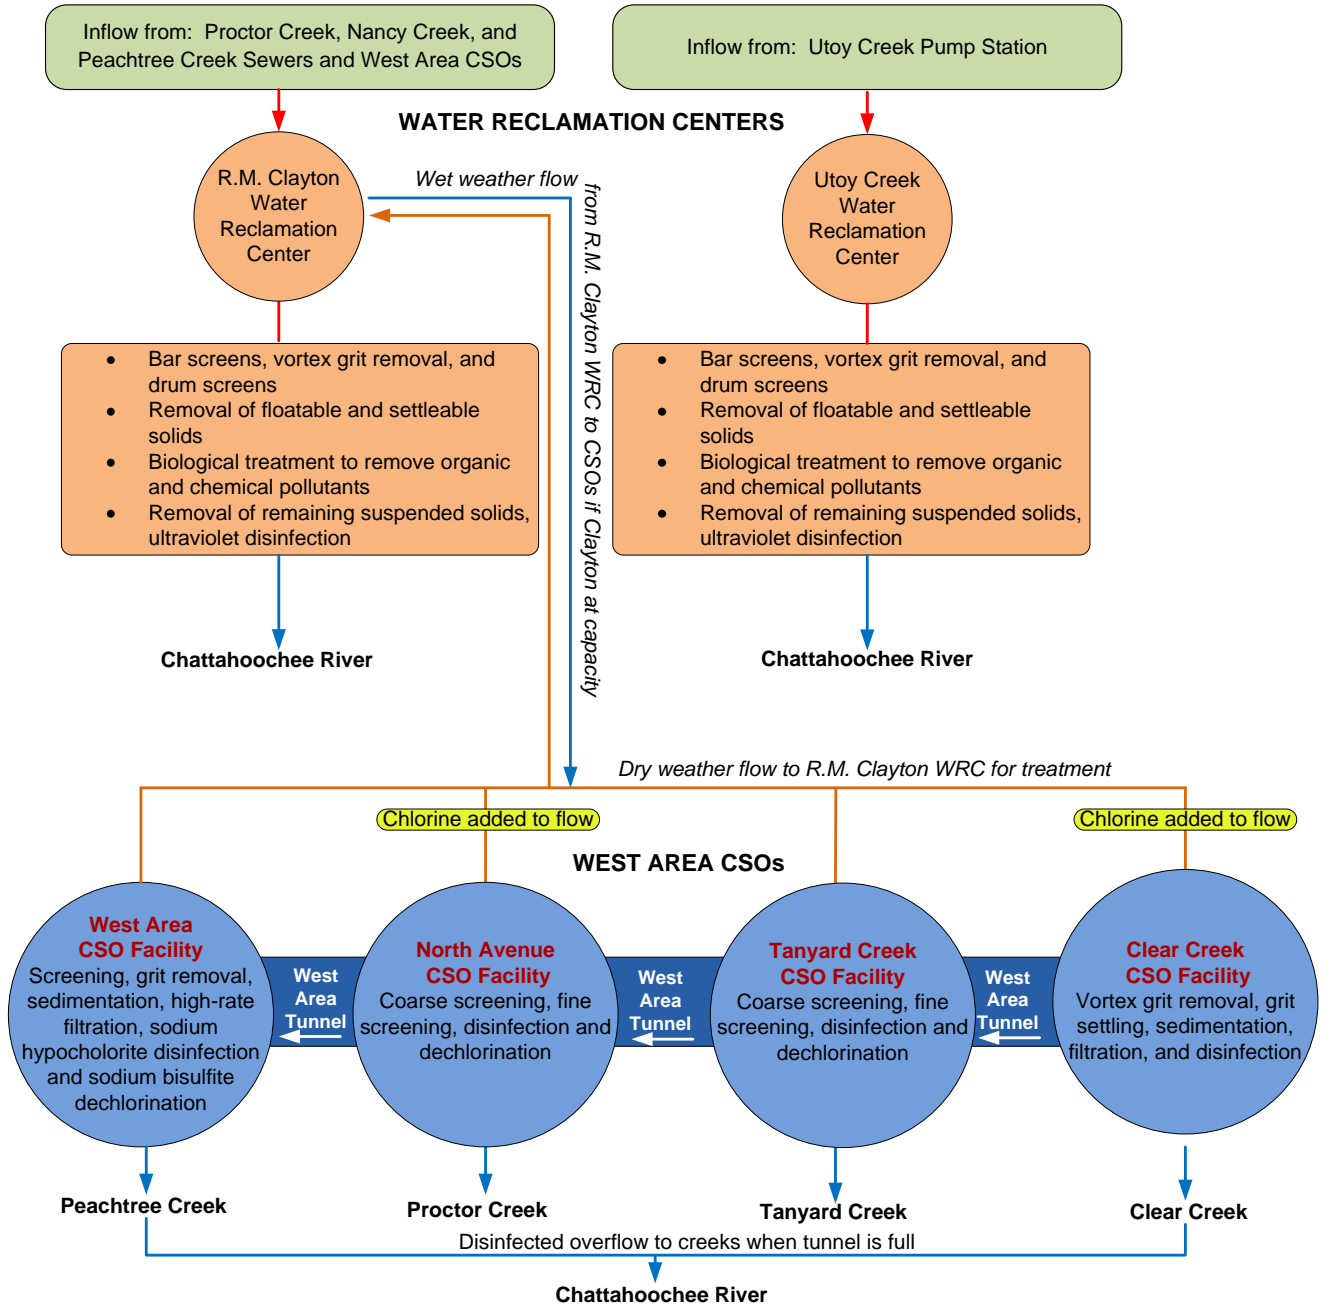 Inflow from:  Proctor Creek, Nancy Creek, and
Peachtree Creek Sewers and West Area CSOs
Inflow from:  Utoy Creek Pump Station
WATER RECLAMATION CENTERS
R.M. Clayton
Water
Reclamation
Center
Wet weather flow
from R.M. Clayton WRC to CSOs if Clayton at capacity
Utoy Creek
Water
Reclamation
Center
• Bar screens, vortex grit removal, and
drum screens
• Removal of floatable and settleable
solids
• Biological treatment to remove organic
and chemical pollutants
• Removal of remaining suspended solids,
ultraviolet disinfection
• Bar screens, vortex grit removal, and
drum screens
• Removal of floatable and settleable
solids
• Biological treatment to remove organic
and chemical pollutants
• Removal of remaining suspended solids,
ultraviolet disinfection
Chattahoochee River
Chattahoochee River
Dry weather flow to R.M. Clayton WRC for treatment
Chlorine added to flow
Chlorine added to flow
WEST AREA CSOs
West Area
CSO Facility
Screening, grit removal,
sedimentation, high-rate
filtration, sodium
hypocholorite disinfection
and sodium bisulfite
dechlorination
West
Area
Tunnel
North Avenue
CSO Facility
Coarse screening, fine
screening, disinfection and
dechlorination
West
Area
Tunnel
Tanyard Creek
CSO Facility
Coarse screening, fine
screening, disinfection and
dechlorination
West
Area
Tunnel
Clear Creek
CSO Facility
Vortex grit removal, grit
settling, sedimentation,
filtration, and disinfection
Peachtree Creek
Proctor Creek
Tanyard Creek
Clear Creek
Disinfected overflow to creeks when tunnel is full
Chattahoochee River